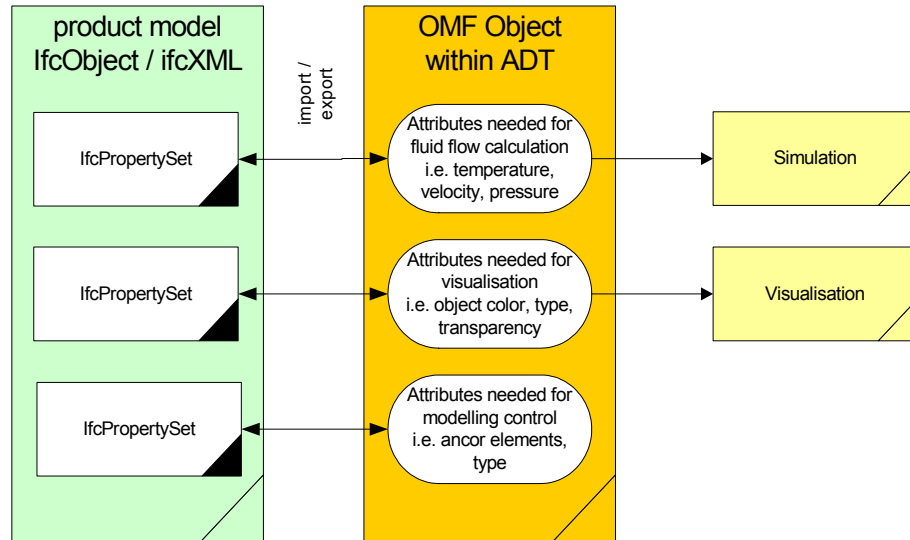 product model
IfcObject / ifcXML
OMF Object
within ADT
import /
export
IfcPropertySet
Attributes needed for
fluid flow calculation
i.e. temperature,
velocity, pressure
Simulation
IfcPropertySet
Attributes needed for
visualisation
i.e. object color, type,
transparency
Visualisation
IfcPropertySet
Attributes needed for
modelling control
i.e. ancor elements,
type